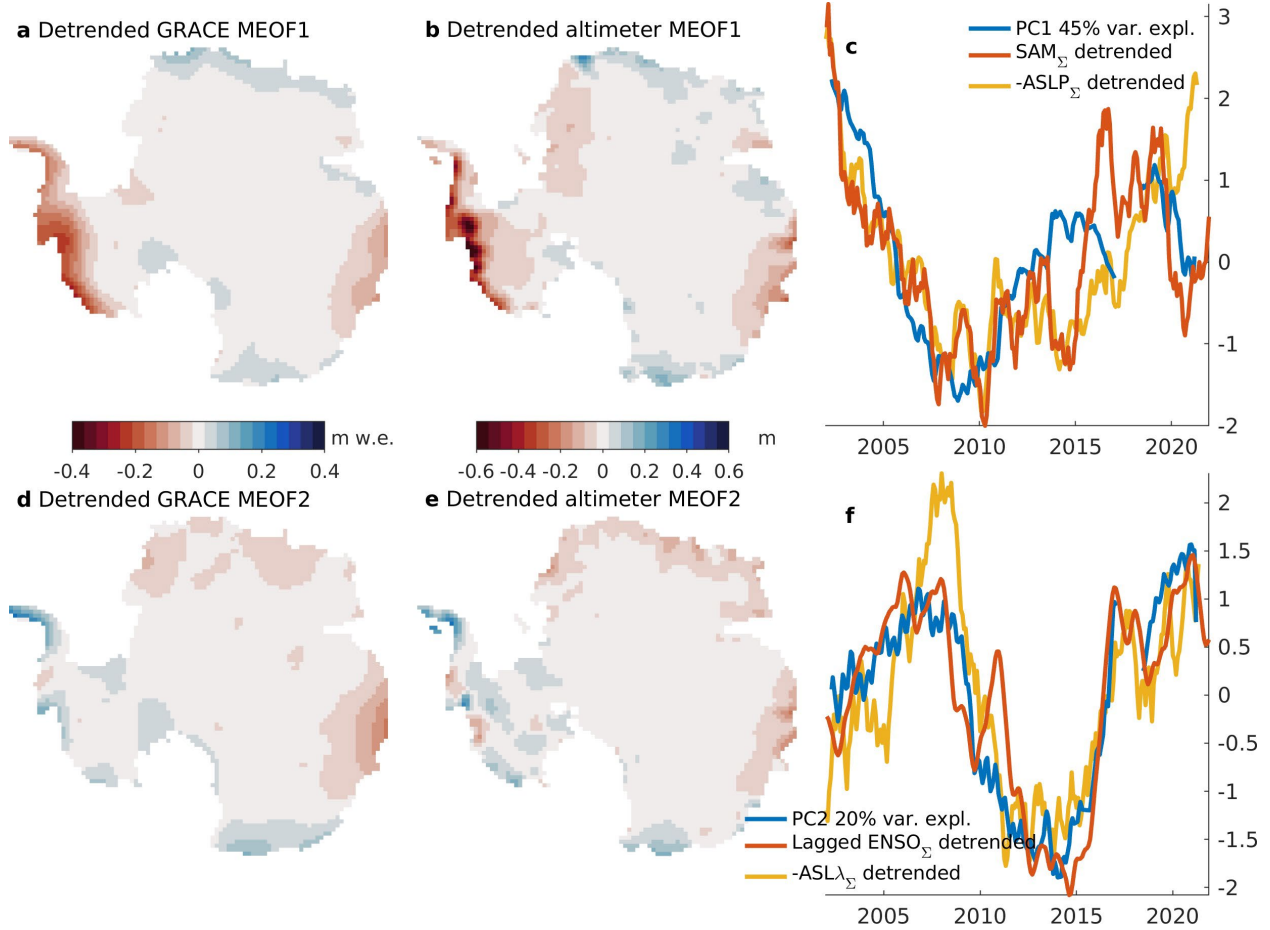 a Detrended GRACE MEOF1
b Detrended altimeter MEOF1
c
PC1 45% var. expl.
SAMΣ detrended
-ASLPΣ detrended
3
2
1
0
-1
-2
2005 2010 2015 2020
-0.4 -0.2 0 0.2 0.4
m w.e.
-0.6 -0.4 -0.2 0 0.2 0.4 0.6
m
d Detrended GRACE MEOF2
e Detrended altimeter MEOF2
f
2
1.5
1
0.5
0
-0.5
-1
-1.5
-2
PC2 20% var. expl.
Lagged ENSOΣ detrended
-ASLλΣ detrended
2005 2010 2015 2020